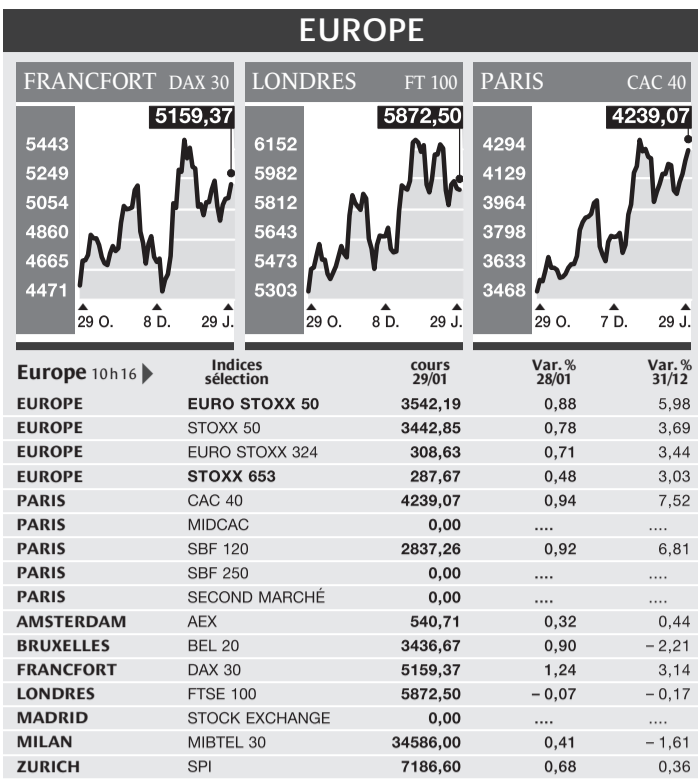 EUROPE
FRANCFORT DAX 30
5159,37
5443
5249
5054
4860
4665
4471
29 O. 8 D. 29 J.
LONDRES FT 100
5872,50
6152
5982
5812
5643
5473
5303
29 O. 8 D. 29 J.
PARIS CAC 40
4239,07
4294
4129
3964
3798
3633
3468
29 O. 7 D. 29 J.
Europe 10h16 Indices sélection cours 29/01 Var. % 28/01 Var. % 31/12
EUROPE EURO STOXX 50 3542,19 0,88 5,98
EUROPE STOXX 50 3442,85 0,78 3,69
EUROPE EURO STOXX 324 308,63 0,71 3,44
EUROPE STOXX 653 287,67 0,48 3,03
PARIS CAC 40 4239,07 0,94 7,52
PARIS MIDCAC 0,00 .... ....
PARIS SBF 120 2837,26 0,92 6,81
PARIS SBF 250 0,00 .... ....
PARIS SECOND MARCHÉ 0,00 .... ....
AMSTERDAM AEX 540,71 0,32 0,44
BRUXELLES BEL 20 3436,67 0,90 – 2,21
FRANCFORT DAX 30 5159,37 1,24 3,14
LONDRES FTSE 100 5872,50 – 0,07 – 0,17
MADRID STOCK EXCHANGE 0,00 .... ....
MILAN MIBTEL 30 34586,00 0,41 – 1,61
ZURICH SPI 7186,60 0,68 0,36